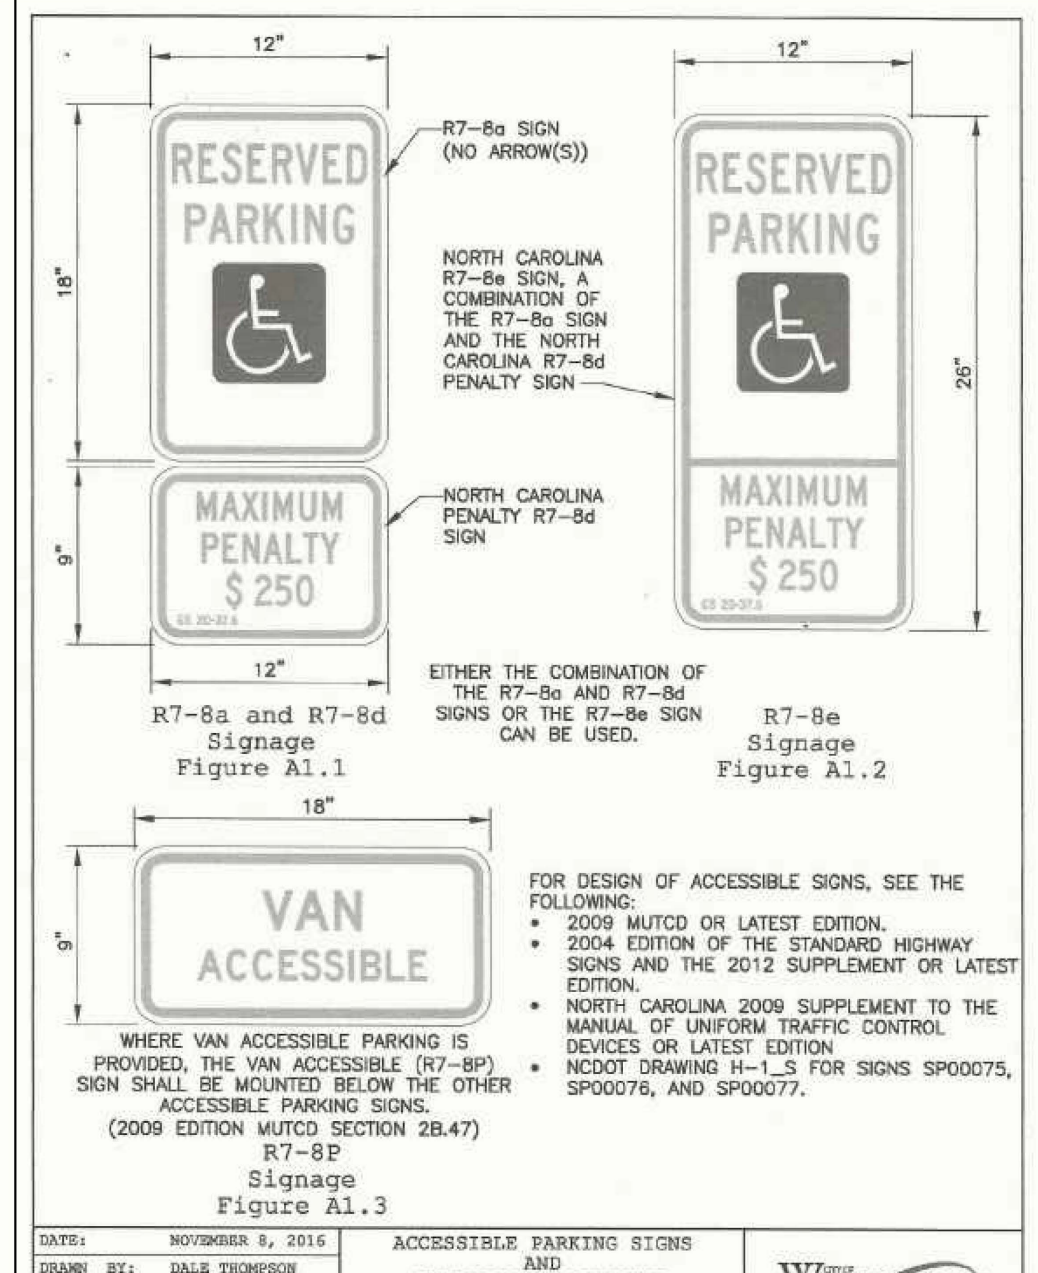 12"
12"
RESERVED
PARKING
18"
R7-8a SIGN
(NO ARROW(S))
NORTH CAROLINA
R7-8e SIGN, A
COMBINATION OF
THE R7-8a SIGN
AND THE NORTH
CAROLINA R7-8d
PENALTY SIGN
RESERVED
PARKING
26"
MAXIMUM
PENALTY
$ 250
GS 20-37.6
9"
NORTH CAROLINA
PENALTY R7-8d
SIGN
MAXIMUM
PENALTY
$ 250
GS 20-37.6
12"
R7-8a and R7-8d
Signage
Figure A1.1
EITHER THE COMBINATION OF
THE R7-8a AND R7-8d
SIGNS OR THE R7-8e SIGN
CAN BE USED.
R7-8e
Signage
Figure A1.2
18"
9"
VAN
ACCESSIBLE
WHERE VAN ACCESSIBLE PARKING IS
PROVIDED, THE VAN ACCESSIBLE (R7-8P)
SIGN SHALL BE MOUNTED BELOW THE OTHER
ACCESSIBLE PARKING SIGNS.
(2009 EDITION MUTCD SECTION 2B.47)
R7-8P
Signage
Figure A1.3
FOR DESIGN OF ACCESSIBLE SIGNS, SEE THE
FOLLOWING:
• 2009 MUTCD OR LATEST EDITION.
• 2004 EDITION OF THE STANDARD HIGHWAY
SIGNS AND THE 2012 SUPPLEMENT OR LATEST
EDITION.
• NORTH CAROLINA 2009 SUPPLEMENT TO THE
MANUAL OF UNIFORM TRAFFIC CONTROL
DEVICES OR LATEST EDITION
• NCDOT DRAWING H-1_S FOR SIGNS SP00075,
SP00076, AND SP00077.
DATE: NOVEMBER 8, 2016
DRAWN BY: DALE THOMPSON
ACCESSIBLE PARKING SIGNS
AND